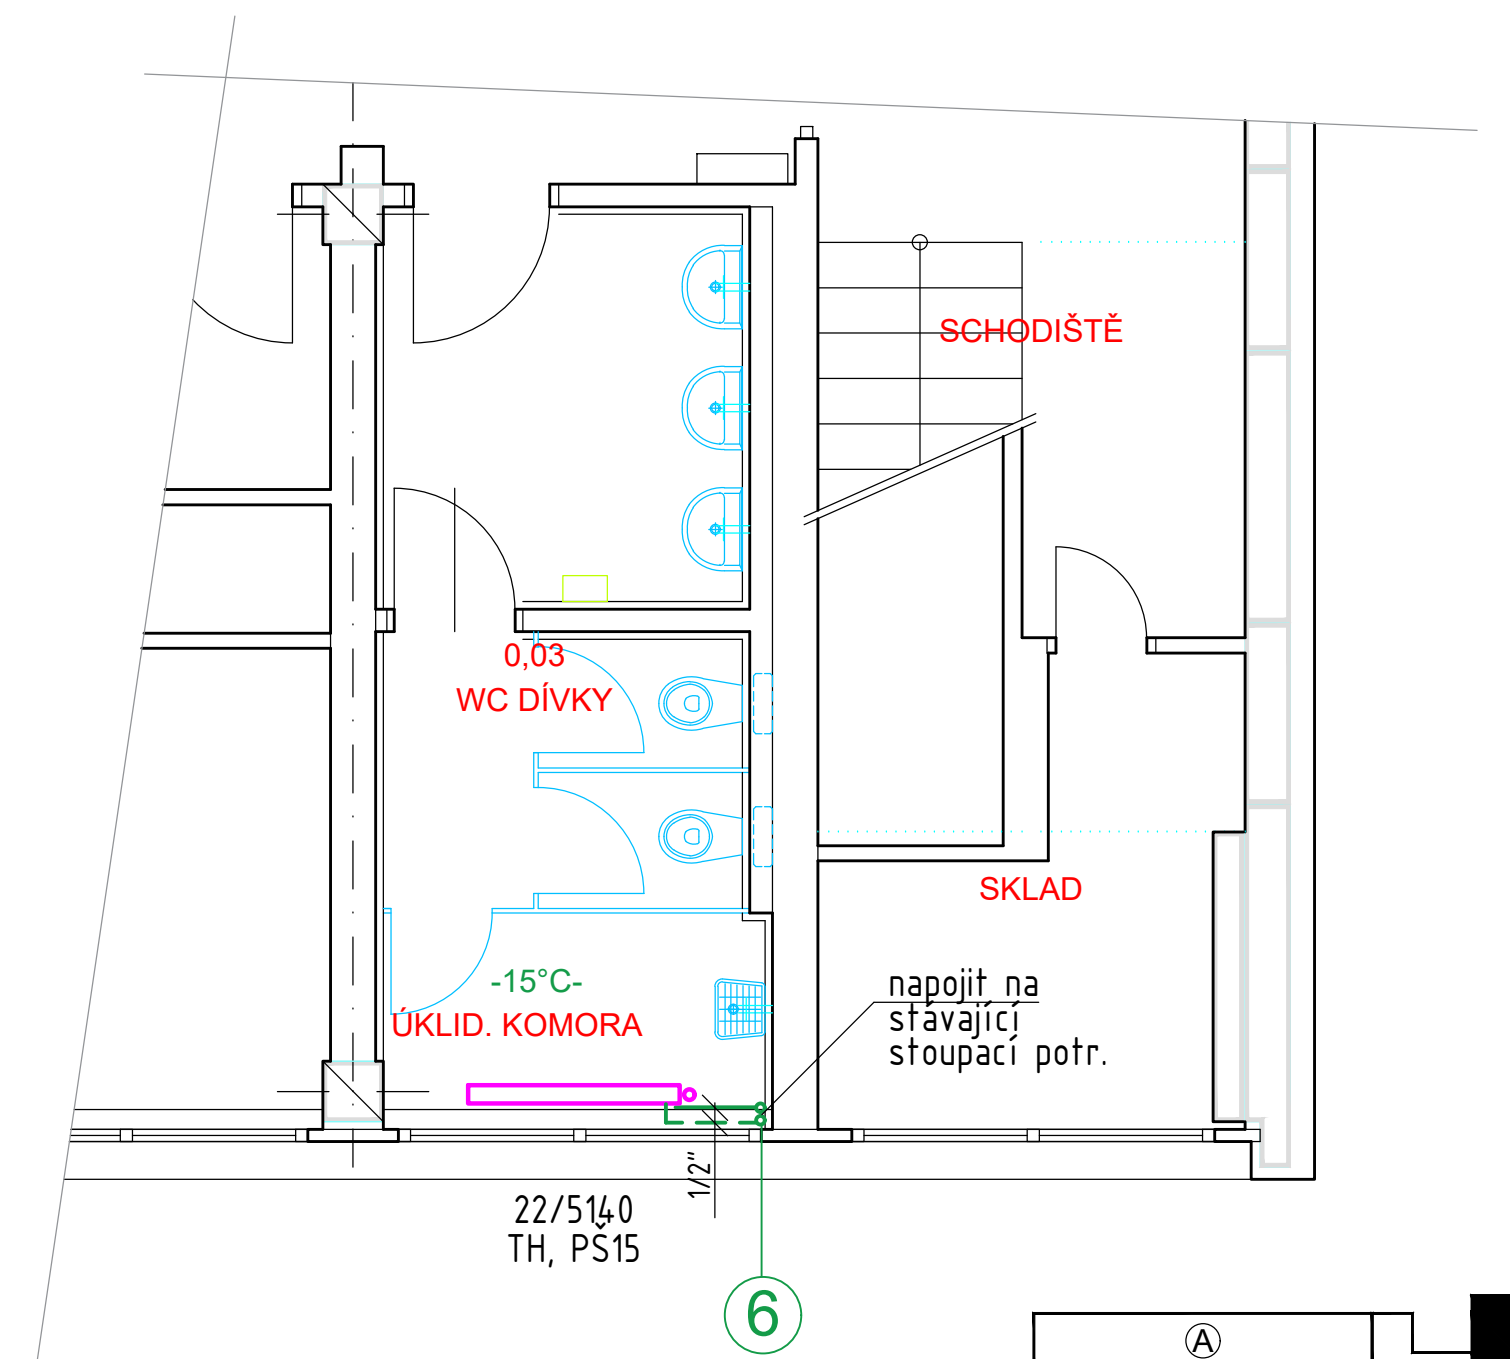 SCHODIŠTĚ
0,03
WC DÍVKY
SKLAD
-15°C-
ÚKLID. KOMORA
napojit na
stávající
stoupací potr.
1/2"
22/5140
TH, PŠ15
6
A